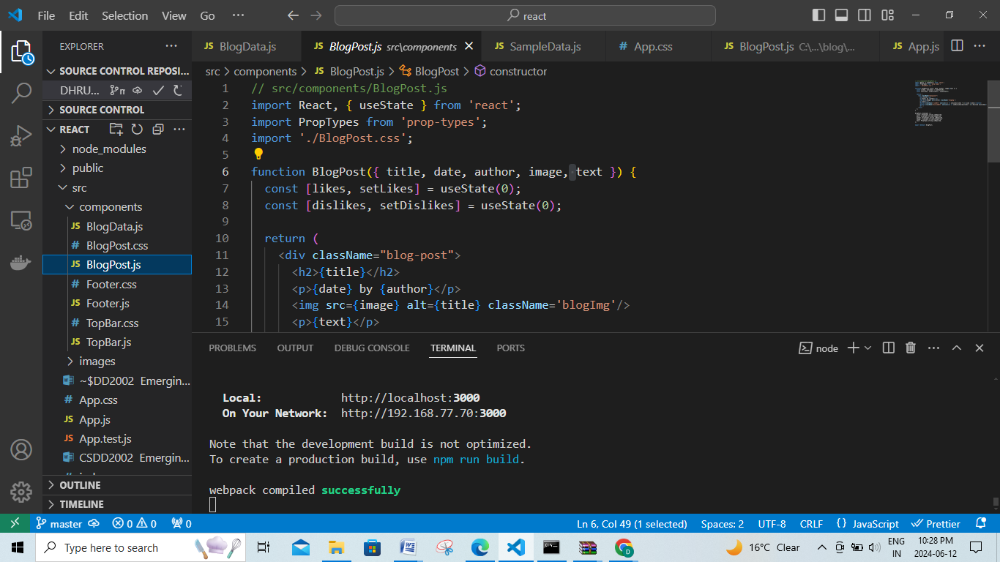 File Edit Selection View Go ··· react
EXPLORER ···
SOURCE CONTROL REPOSI...
DHRU...
SOURCE CONTROL
REACT
node_modules
public
src
components
JS BlogData.js
# BlogPost.css
JS BlogPost.js
# Footer.css
JS Footer.js
# TopBar.css
JS TopBar.js
images
~$DD2002 Emergin...
# App.css
JS App.js
JS App.test.js
CSDD2002 Emergin...
OUTLINE
TIMELINE
JS BlogData.js JS BlogPost.js src\components JS SampleData.js # App.css JS BlogPost.js C:\...\blog\... JS App.js
src > components > JS BlogPost.js > BlogPost > constructor
1 // src/components/BlogPost.js
2 import React, { useState } from 'react';
3 import PropTypes from 'prop-types';
4 import './BlogPost.css';
5
6 function BlogPost({ title, date, author, image, text }) {
7 const [likes, setLikes] = useState(0);
8 const [dislikes, setDislikes] = useState(0);
9
10 return (
11 <div className="blog-post">
12 <h2>{title}</h2>
13 <p>{date} by {author}</p>
14 <img src={image} alt={title} className='blogImg'/>
15 <p>{text}</p>
PROBLEMS OUTPUT DEBUG CONSOLE TERMINAL PORTS node
Local: http://localhost:3000
On Your Network: http://192.168.77.70:3000
Note that the development build is not optimized.
To create a production build, use npm run build.
webpack compiled successfully
master 0 0 0 Ln 6, Col 49 (1 selected) Spaces: 2 UTF-8 CRLF {} JavaScript Prettier
Type here to search 16°C Clear ENG IN 10:28 PM 2024-06-12